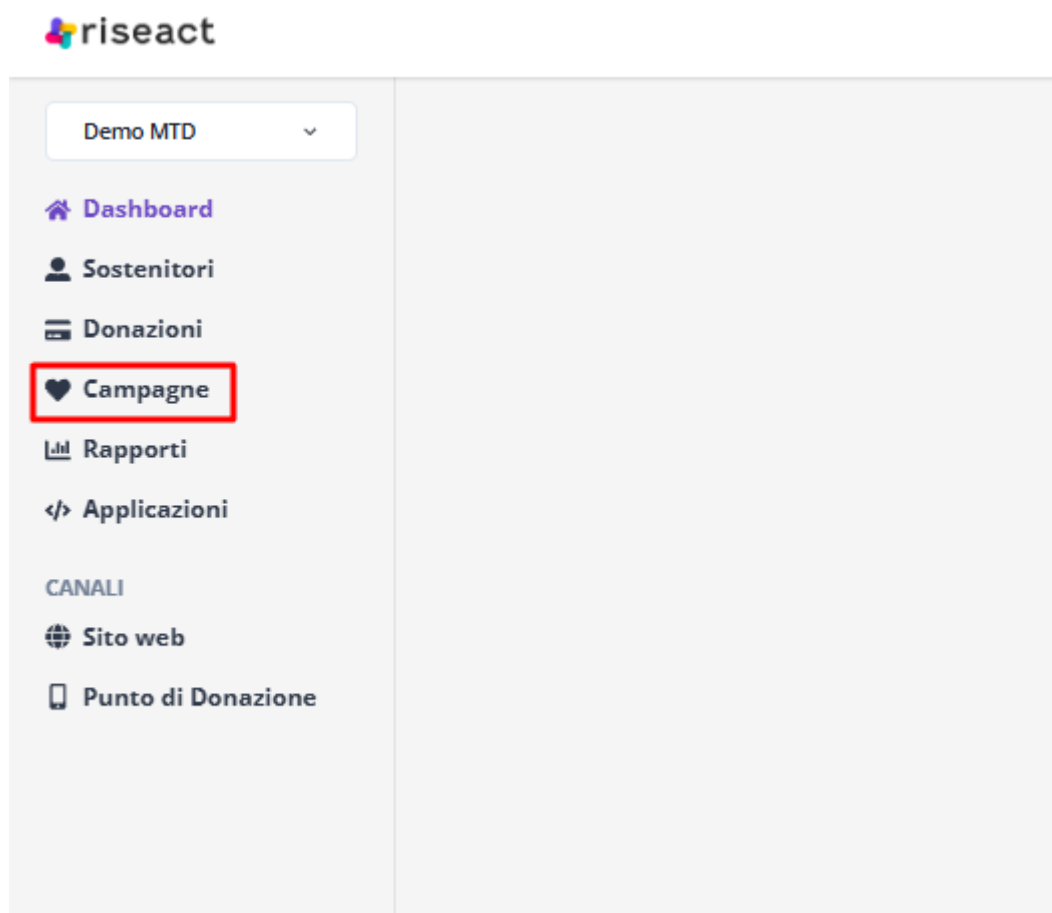 riseact
Demo MTD
Dashboard
Sostenitori
Donazioni
Campagne
Rapporti
Applicazioni
CANALI
Sito web
Punto di Donazione